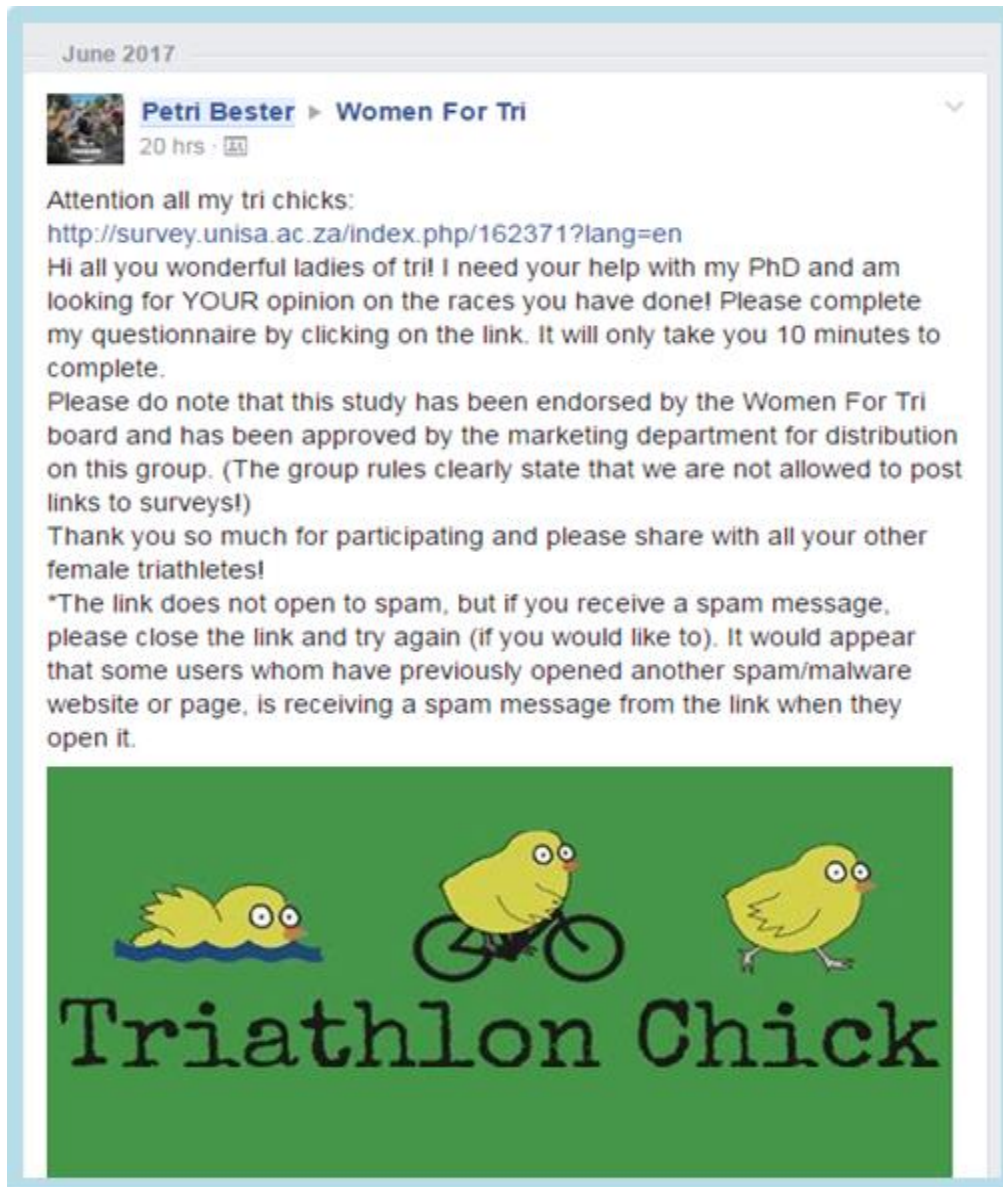 June 2017
Petri Bester ▸ Women For Tri
20 hrs ·
Attention all my tri chicks:
http://survey.unisa.ac.za/index.php/162371?lang=en
Hi all you wonderful ladies of tri! I need your help with my PhD and am
looking for YOUR opinion on the races you have done! Please complete
my questionnaire by clicking on the link. It will only take you 10 minutes to
complete.
Please do note that this study has been endorsed by the Women For Tri
board and has been approved by the marketing department for distribution
on this group. (The group rules clearly state that we are not allowed to post
links to surveys!)
Thank you so much for participating and please share with all your other
female triathletes!
*The link does not open to spam, but if you receive a spam message,
please close the link and try again (if you would like to). It would appear
that some users whom have previously opened another spam/malware
website or page, is receiving a spam message from the link when they
open it.
Triathlon Chick